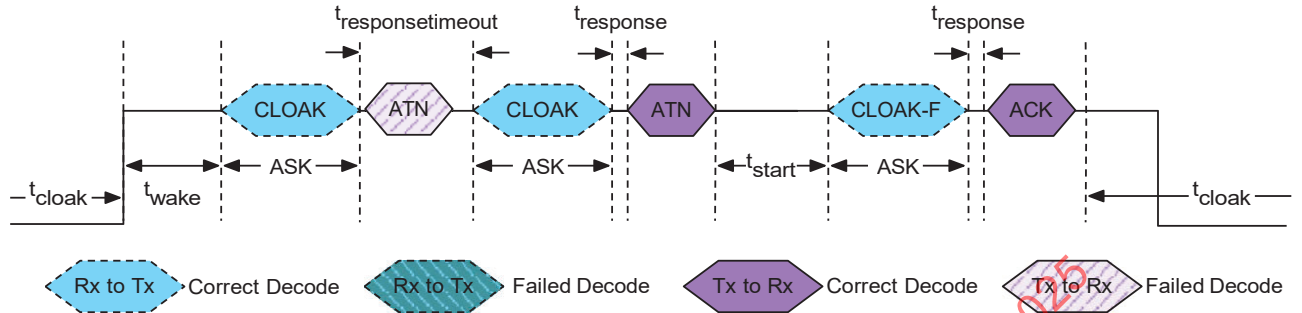 tresponsetimeout tresponse tresponse
CLOAK ATN CLOAK ATN CLOAK-F ACK
ASK ASK tstart ASK
tcloak twake tcloak
Rx to Tx Correct Decode Rx to Tx Failed Decode Tx to Rx Correct Decode Tx to Rx Failed Decode
025